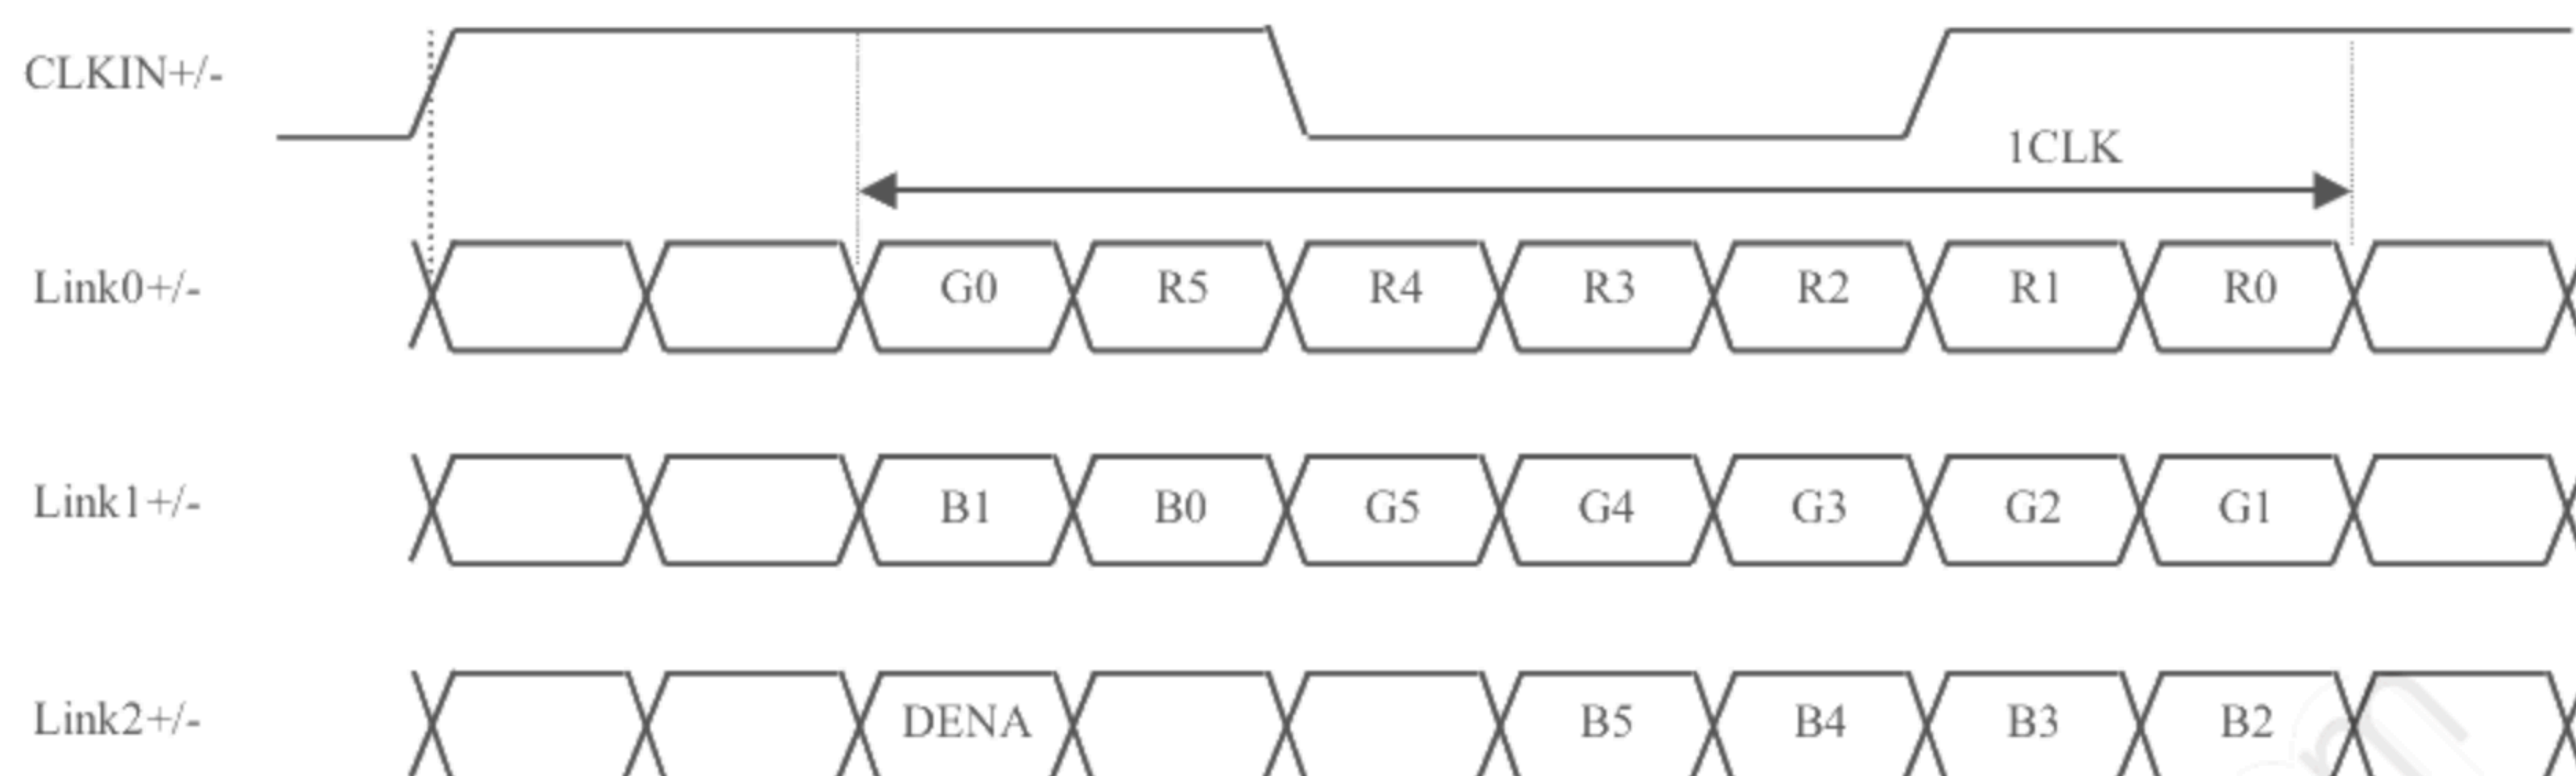 CLKIN+/-
1CLK
Link0+/- G0 R5 R4 R3 R2 R1 R0
Link1+/- B1 B0 G5 G4 G3 G2 G1
Link2+/- DENA B5 B4 B3 B2